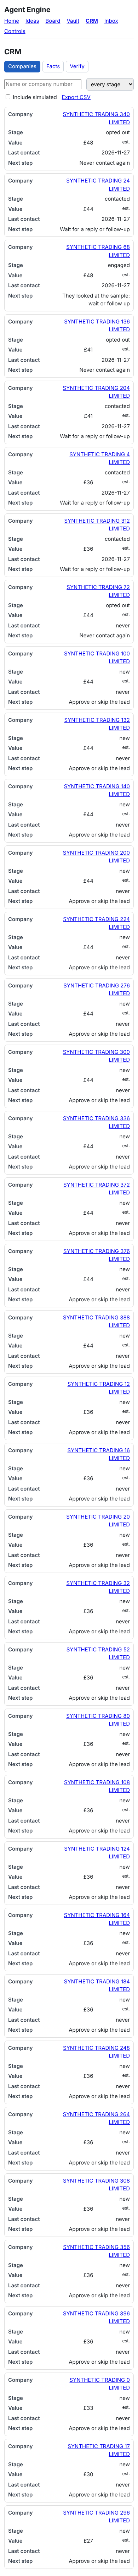 Agent Engine
Home Ideas Board Vault CRM Inbox
Controls
CRM
Companies Facts Verify
Name or company number every stage
Include simulated Export CSV
Company SYNTHETIC TRADING 340
LIMITED
Stage opted out
Value £48 est.
Last contact 2026-11-27
Next step Never contact again
Company SYNTHETIC TRADING 24
LIMITED
Stage contacted
Value £44 est.
Last contact 2026-11-27
Next step Wait for a reply or follow-up
Company SYNTHETIC TRADING 68
LIMITED
Stage engaged
Value £48 est.
Last contact 2026-11-27
Next step They looked at the sample:
wait or follow up
Company SYNTHETIC TRADING 136
LIMITED
Stage opted out
Value £41 est.
Last contact 2026-11-27
Next step Never contact again
Company SYNTHETIC TRADING 204
LIMITED
Stage contacted
Value £41 est.
Last contact 2026-11-27
Next step Wait for a reply or follow-up
Company SYNTHETIC TRADING 4
LIMITED
Stage contacted
Value £36 est.
Last contact 2026-11-27
Next step Wait for a reply or follow-up
Company SYNTHETIC TRADING 312
LIMITED
Stage contacted
Value £36 est.
Last contact 2026-11-27
Next step Wait for a reply or follow-up
Company SYNTHETIC TRADING 72
LIMITED
Stage opted out
Value £44 est.
Last contact never
Next step Never contact again
Company SYNTHETIC TRADING 100
LIMITED
Stage new
Value £44 est.
Last contact never
Next step Approve or skip the lead
Company SYNTHETIC TRADING 132
LIMITED
Stage new
Value £44 est.
Last contact never
Next step Approve or skip the lead
Company SYNTHETIC TRADING 140
LIMITED
Stage new
Value £44 est.
Last contact never
Next step Approve or skip the lead
Company SYNTHETIC TRADING 200
LIMITED
Stage new
Value £44 est.
Last contact never
Next step Approve or skip the lead
Company SYNTHETIC TRADING 224
LIMITED
Stage new
Value £44 est.
Last contact never
Next step Approve or skip the lead
Company SYNTHETIC TRADING 276
LIMITED
Stage new
Value £44 est.
Last contact never
Next step Approve or skip the lead
Company SYNTHETIC TRADING 300
LIMITED
Stage new
Value £44 est.
Last contact never
Next step Approve or skip the lead
Company SYNTHETIC TRADING 336
LIMITED
Stage new
Value £44 est.
Last contact never
Next step Approve or skip the lead
Company SYNTHETIC TRADING 372
LIMITED
Stage new
Value £44 est.
Last contact never
Next step Approve or skip the lead
Company SYNTHETIC TRADING 376
LIMITED
Stage new
Value £44 est.
Last contact never
Next step Approve or skip the lead
Company SYNTHETIC TRADING 388
LIMITED
Stage new
Value £44 est.
Last contact never
Next step Approve or skip the lead
Company SYNTHETIC TRADING 12
LIMITED
Stage new
Value £36 est.
Last contact never
Next step Approve or skip the lead
Company SYNTHETIC TRADING 16
LIMITED
Stage new
Value £36 est.
Last contact never
Next step Approve or skip the lead
Company SYNTHETIC TRADING 20
LIMITED
Stage new
Value £36 est.
Last contact never
Next step Approve or skip the lead
Company SYNTHETIC TRADING 32
LIMITED
Stage new
Value £36 est.
Last contact never
Next step Approve or skip the lead
Company SYNTHETIC TRADING 52
LIMITED
Stage new
Value £36 est.
Last contact never
Next step Approve or skip the lead
Company SYNTHETIC TRADING 80
LIMITED
Stage new
Value £36 est.
Last contact never
Next step Approve or skip the lead
Company SYNTHETIC TRADING 108
LIMITED
Stage new
Value £36 est.
Last contact never
Next step Approve or skip the lead
Company SYNTHETIC TRADING 124
LIMITED
Stage new
Value £36 est.
Last contact never
Next step Approve or skip the lead
Company SYNTHETIC TRADING 164
LIMITED
Stage new
Value £36 est.
Last contact never
Next step Approve or skip the lead
Company SYNTHETIC TRADING 184
LIMITED
Stage new
Value £36 est.
Last contact never
Next step Approve or skip the lead
Company SYNTHETIC TRADING 248
LIMITED
Stage new
Value £36 est.
Last contact never
Next step Approve or skip the lead
Company SYNTHETIC TRADING 264
LIMITED
Stage new
Value £36 est.
Last contact never
Next step Approve or skip the lead
Company SYNTHETIC TRADING 308
LIMITED
Stage new
Value £36 est.
Last contact never
Next step Approve or skip the lead
Company SYNTHETIC TRADING 356
LIMITED
Stage new
Value £36 est.
Last contact never
Next step Approve or skip the lead
Company SYNTHETIC TRADING 396
LIMITED
Stage new
Value £36 est.
Last contact never
Next step Approve or skip the lead
Company SYNTHETIC TRADING 0
LIMITED
Stage new
Value £33 est.
Last contact never
Next step Approve or skip the lead
Company SYNTHETIC TRADING 17
LIMITED
Stage new
Value £30 est.
Last contact never
Next step Approve or skip the lead
Company SYNTHETIC TRADING 296
LIMITED
Stage new
Value £27 est.
Last contact never
Next step Approve or skip the lead